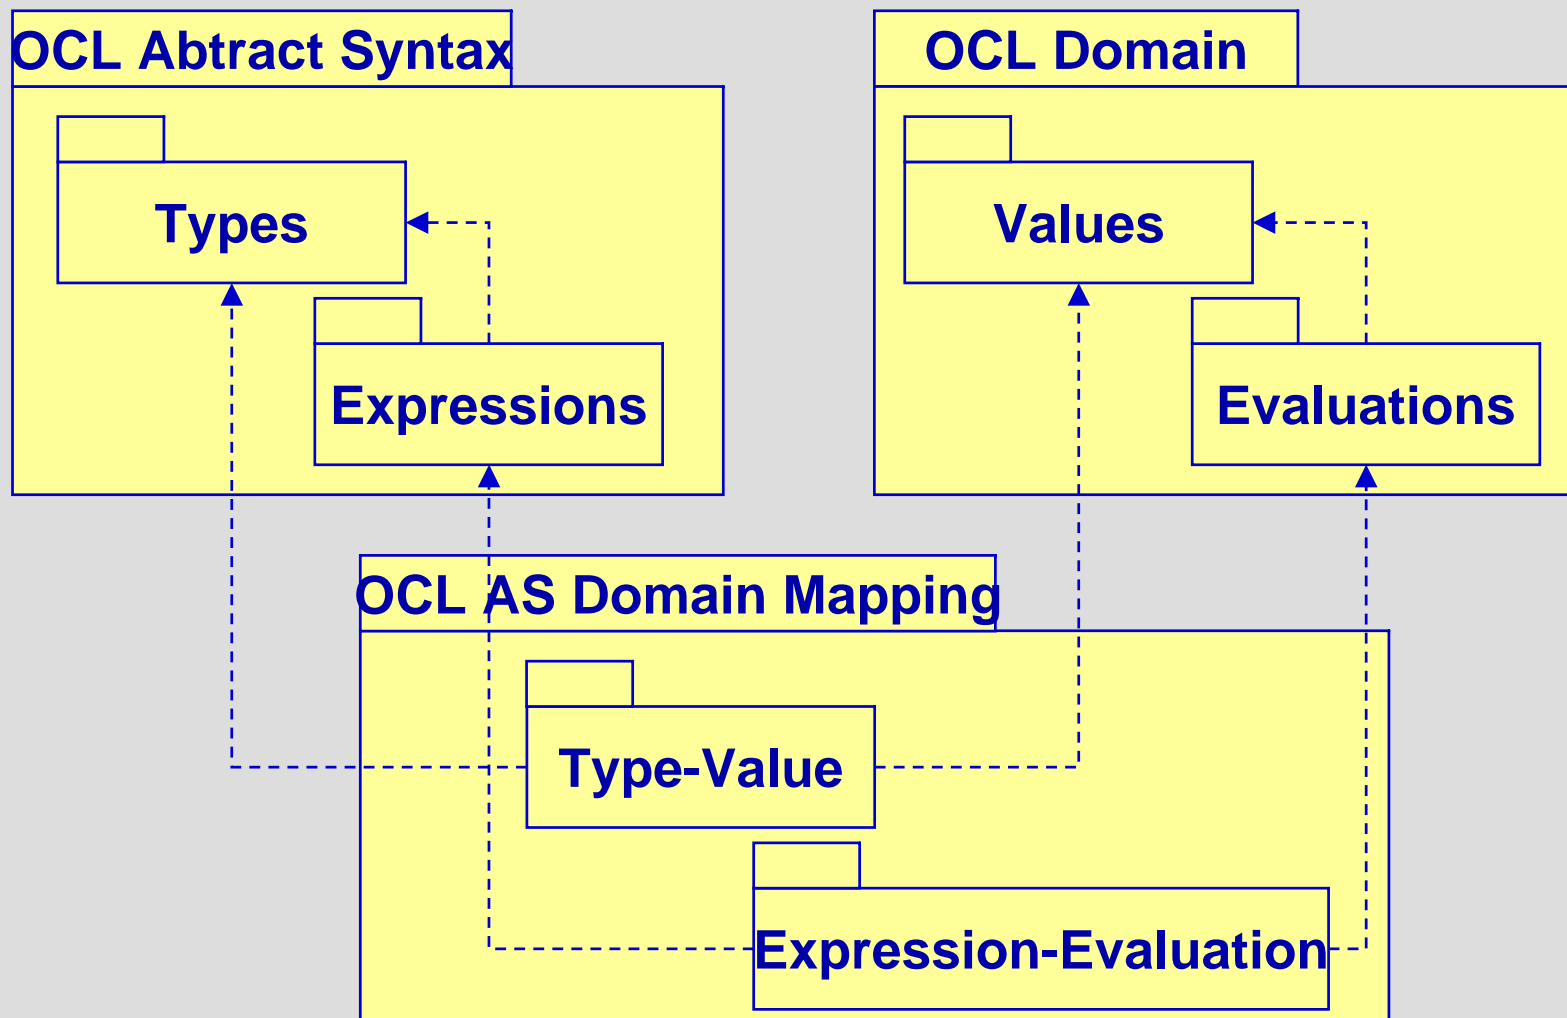 OCL Abtract Syntax
OCL Domain
Types
Values
Expressions
Evaluations
OCL AS Domain Mapping
Type-Value
Expression-Evaluation